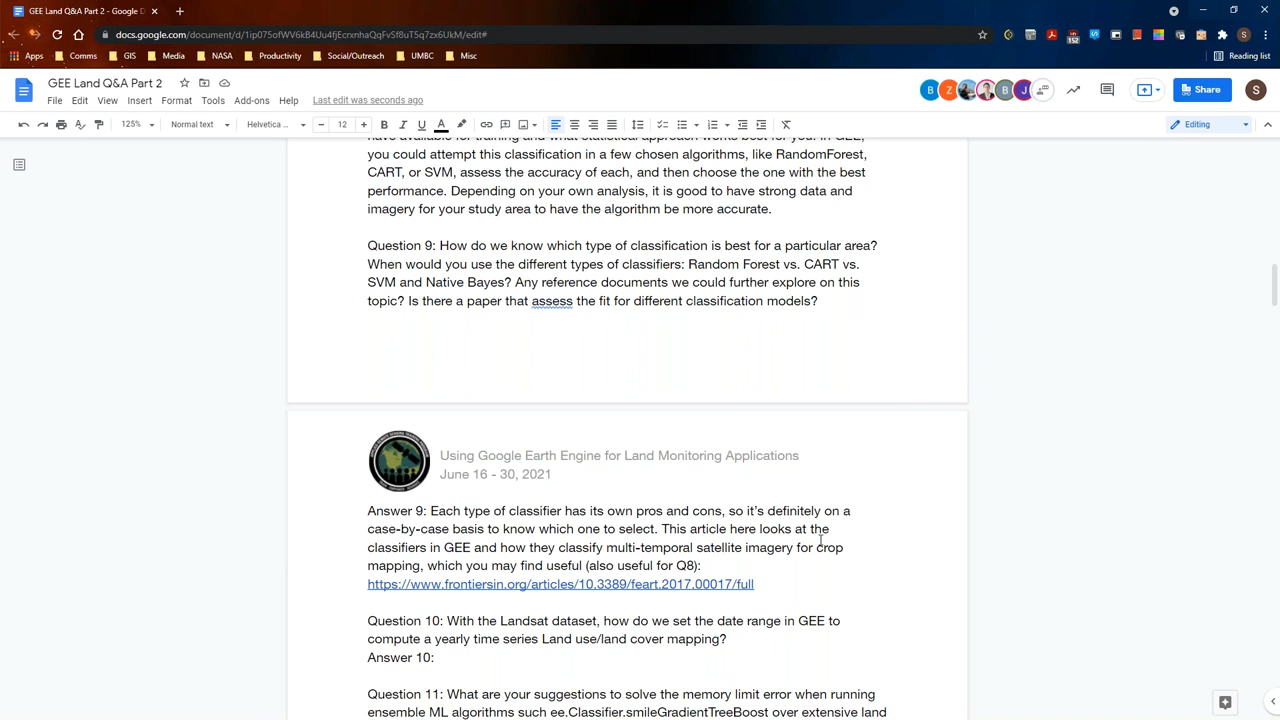 GEE Land Q&A Part 2 - Google D
docs.google.com/document/d/1ip075ofWV6kB4Uu4fjEcrxnhaQqFvSf8uT5q7zx6UkM/edit#
Apps Comms GIS Media NASA Productivity Social/Outreach UMBC Misc Reading list
GEE Land Q&A Part 2
File Edit View Insert Format Tools Add-ons Help Last edit was seconds ago
B Z B J Share S
125% Normal text Helvetica ... 12 B I U A Editing
have available for training and what statistical approach works best for you. In GEE,
you could attempt this classification in a few chosen algorithms, like RandomForest,
CART, or SVM, assess the accuracy of each, and then choose the one with the best
performance. Depending on your own analysis, it is good to have strong data and
imagery for your study area to have the algorithm be more accurate.
Question 9: How do we know which type of classification is best for a particular area?
When would you use the different types of classifiers: Random Forest vs. CART vs.
SVM and Native Bayes? Any reference documents we could further explore on this
topic? Is there a paper that assess the fit for different classification models?
Using Google Earth Engine for Land Monitoring Applications
June 16 - 30, 2021
Answer 9: Each type of classifier has its own pros and cons, so it's definitely on a
case-by-case basis to know which one to select. This article here looks at the
classifiers in GEE and how they classify multi-temporal satellite imagery for crop
mapping, which you may find useful (also useful for Q8):
https://www.frontiersin.org/articles/10.3389/feart.2017.00017/full
Question 10: With the Landsat dataset, how do we set the date range in GEE to
compute a yearly time series Land use/land cover mapping?
Answer 10:
Question 11: What are your suggestions to solve the memory limit error when running
ensemble ML algorithms such ee.Classifier.smileGradientTreeBoost over extensive land